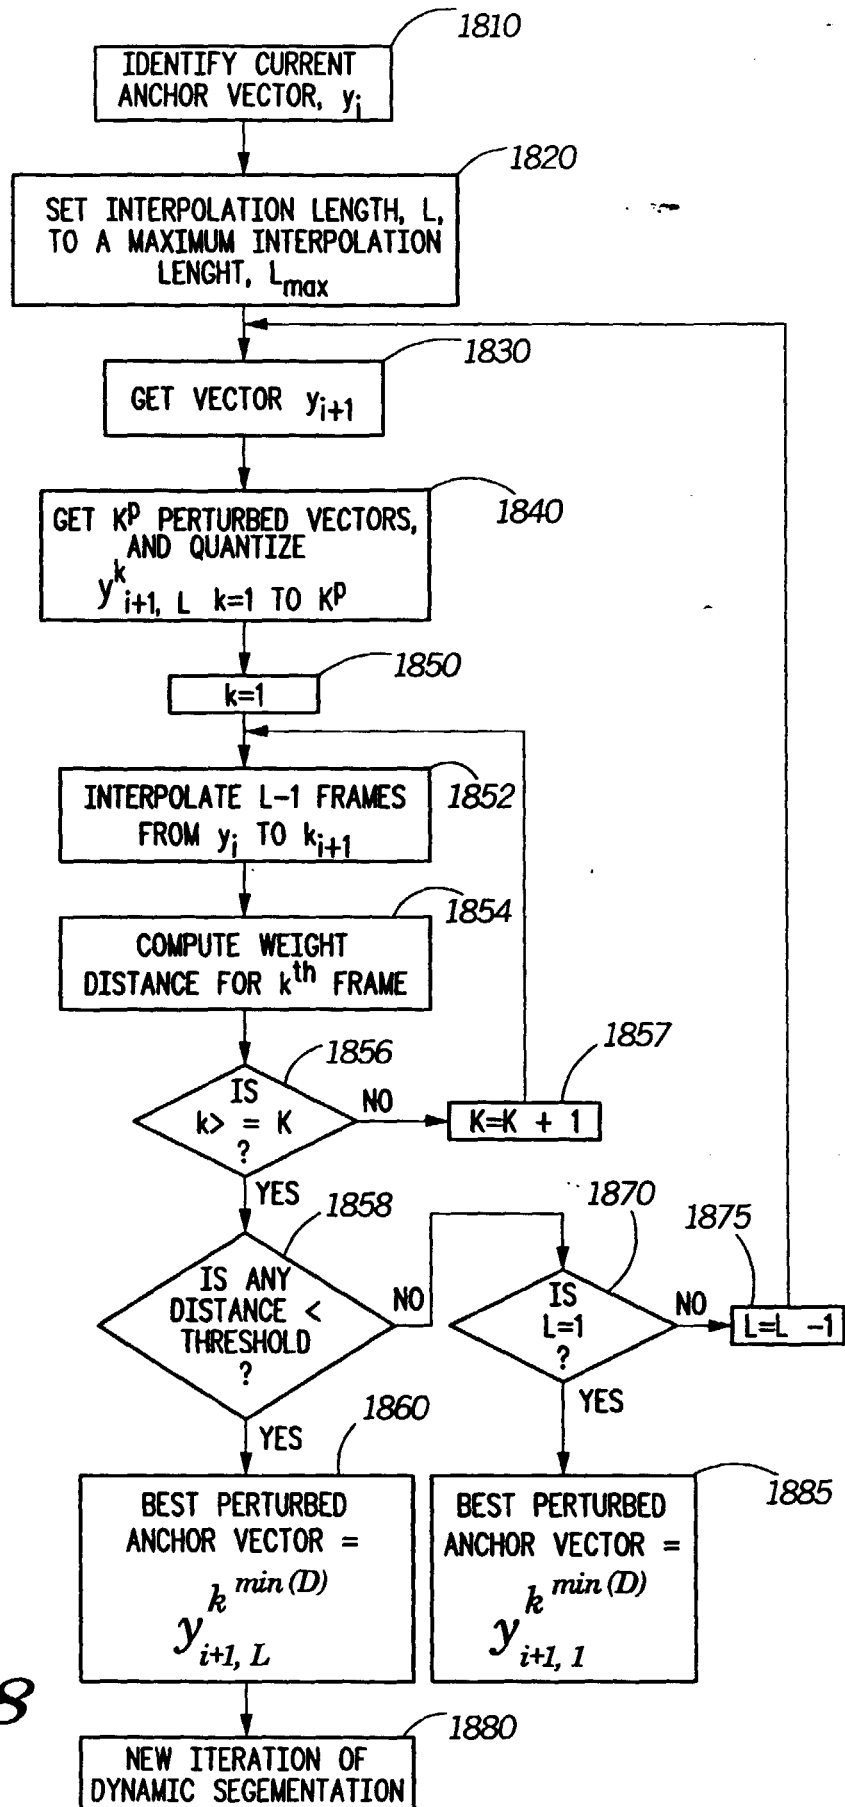 1810
IDENTIFY CURRENT
ANCHOR VECTOR, yi
1820
SET INTERPOLATION LENGTH, L,
TO A MAXIMUM INTERPOLATION
LENGHT, Lmax
1830
GET VECTOR yi+1
1840
GET Kp PERTURBED VECTORS,
AND QUANTIZE
y^k i+1, L k=1 TO Kp
1850
k=1
1852
INTERPOLATE L-1 FRAMES
FROM yi TO ki+1
1854
COMPUTE WEIGHT
DISTANCE FOR kth FRAME
1856
IS
k> = K
?
NO
1857
K=K + 1
YES
1858
IS ANY
DISTANCE <
THRESHOLD
?
NO
1870
IS
L=1
?
NO
1875
L=L -1
YES
YES
1860
BEST PERTURBED
ANCHOR VECTOR =
y^k min(D) i+1, L
1885
BEST PERTURBED
ANCHOR VECTOR =
y^k min(D) i+1, 1
8
1880
NEW ITERATION OF
DYNAMIC SEGEMENTATION